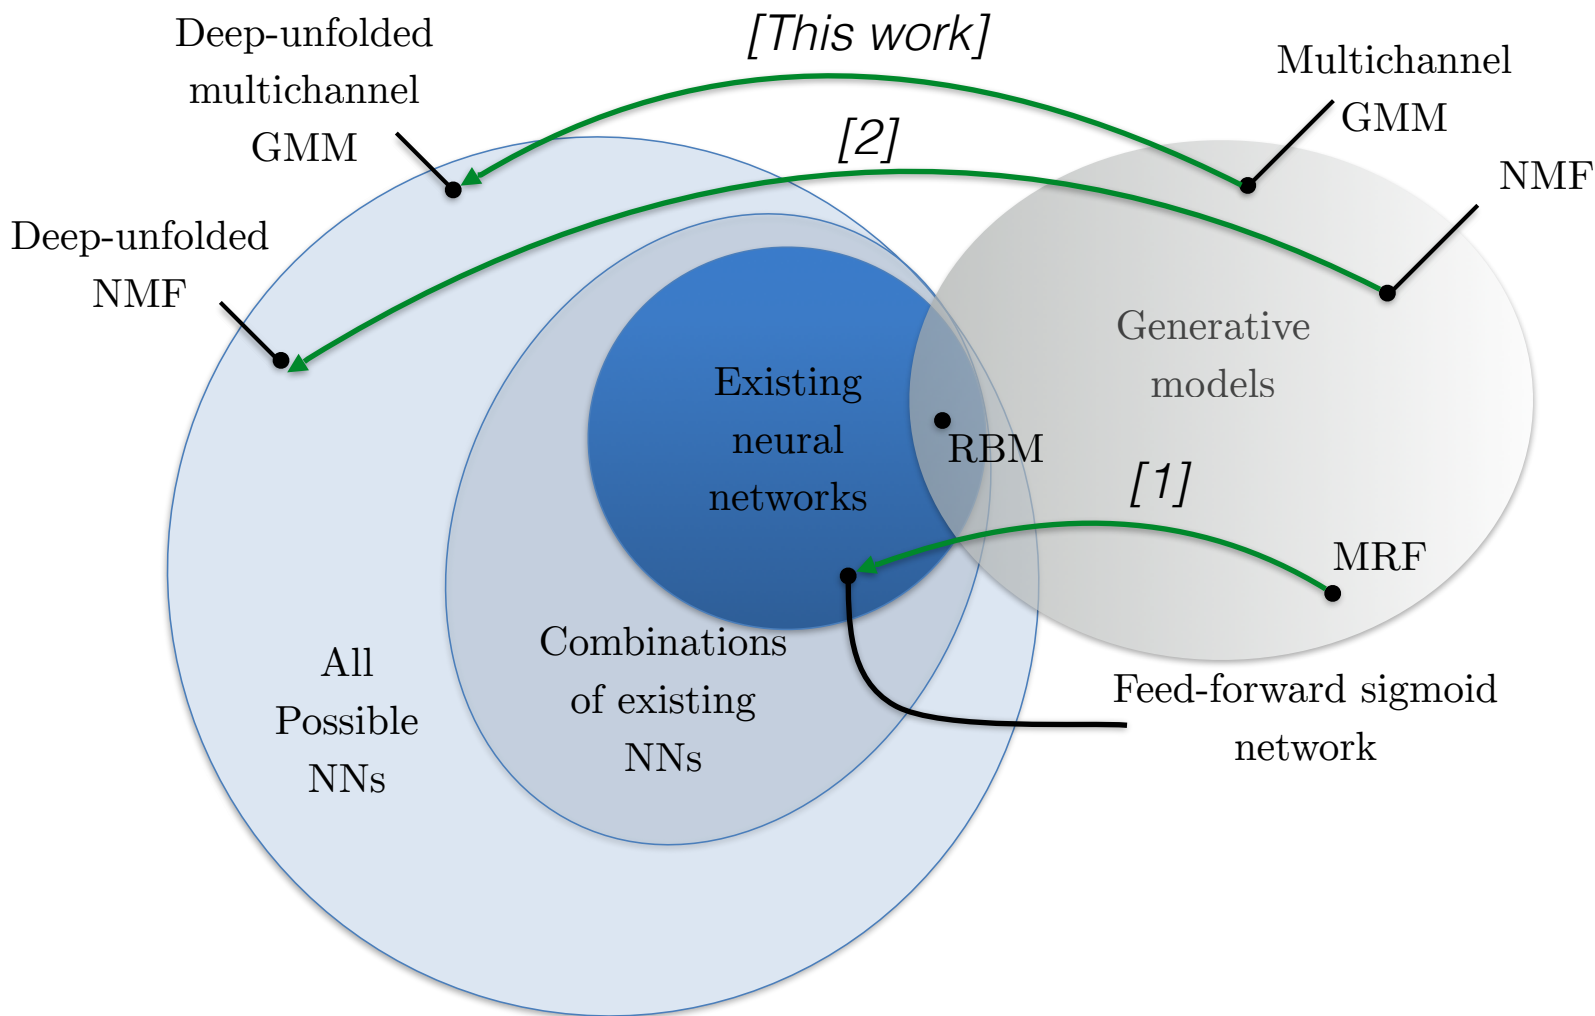 Deep-unfolded
multichannel
GMM
[This work]
Multichannel
GMM
[2]
NMF
Deep-unfolded
NMF
Generative
models
Existing
neural
networks
RBM
[1]
MRF
Combinations
of existing
NNs
All
Possible
NNs
Feed-forward sigmoid
network